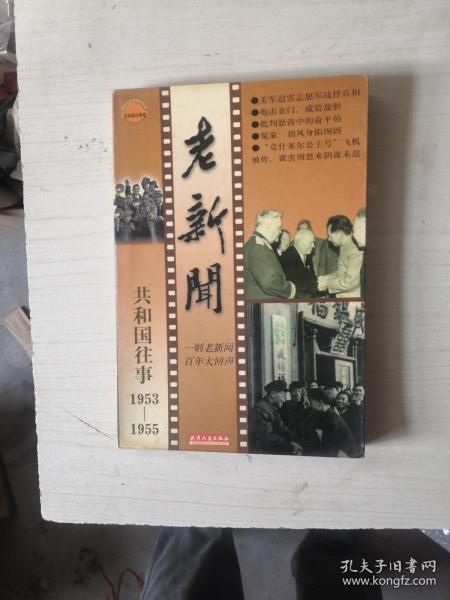 ●美军迫害志愿军战俘真相
●炮击金门,威震敌胆
●批判怒涛中的俞平伯
●冤案:胡风身陷囹圄
●“克什米尔公主号”飞机
被炸,谋害周恩来阴谋未逞
老新聞
一则老新闻
百年大回声
共和国往事
1953
—
1955
天津人民出版社
孔夫子旧书网
www.kongfz.com